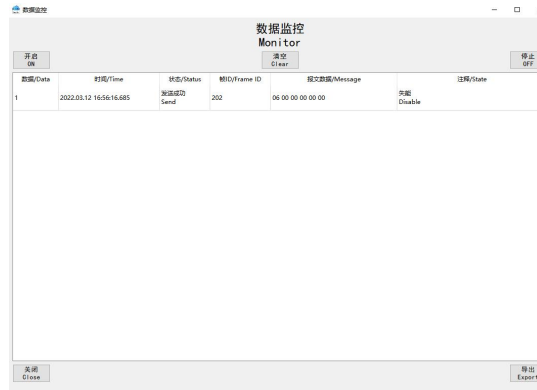 数据监控
数据监控
Monitor
开启
ON
清空
Clear
停止
OFF
数据/Data 时间/Time 状态/Status 帧ID/Frame ID 报文数据/Message 注释/State
1 2022.03.12 16:56:16.685 发送成功 Send 202 06 00 00 00 00 00 失能 Disable
关闭
Close
导出
Export